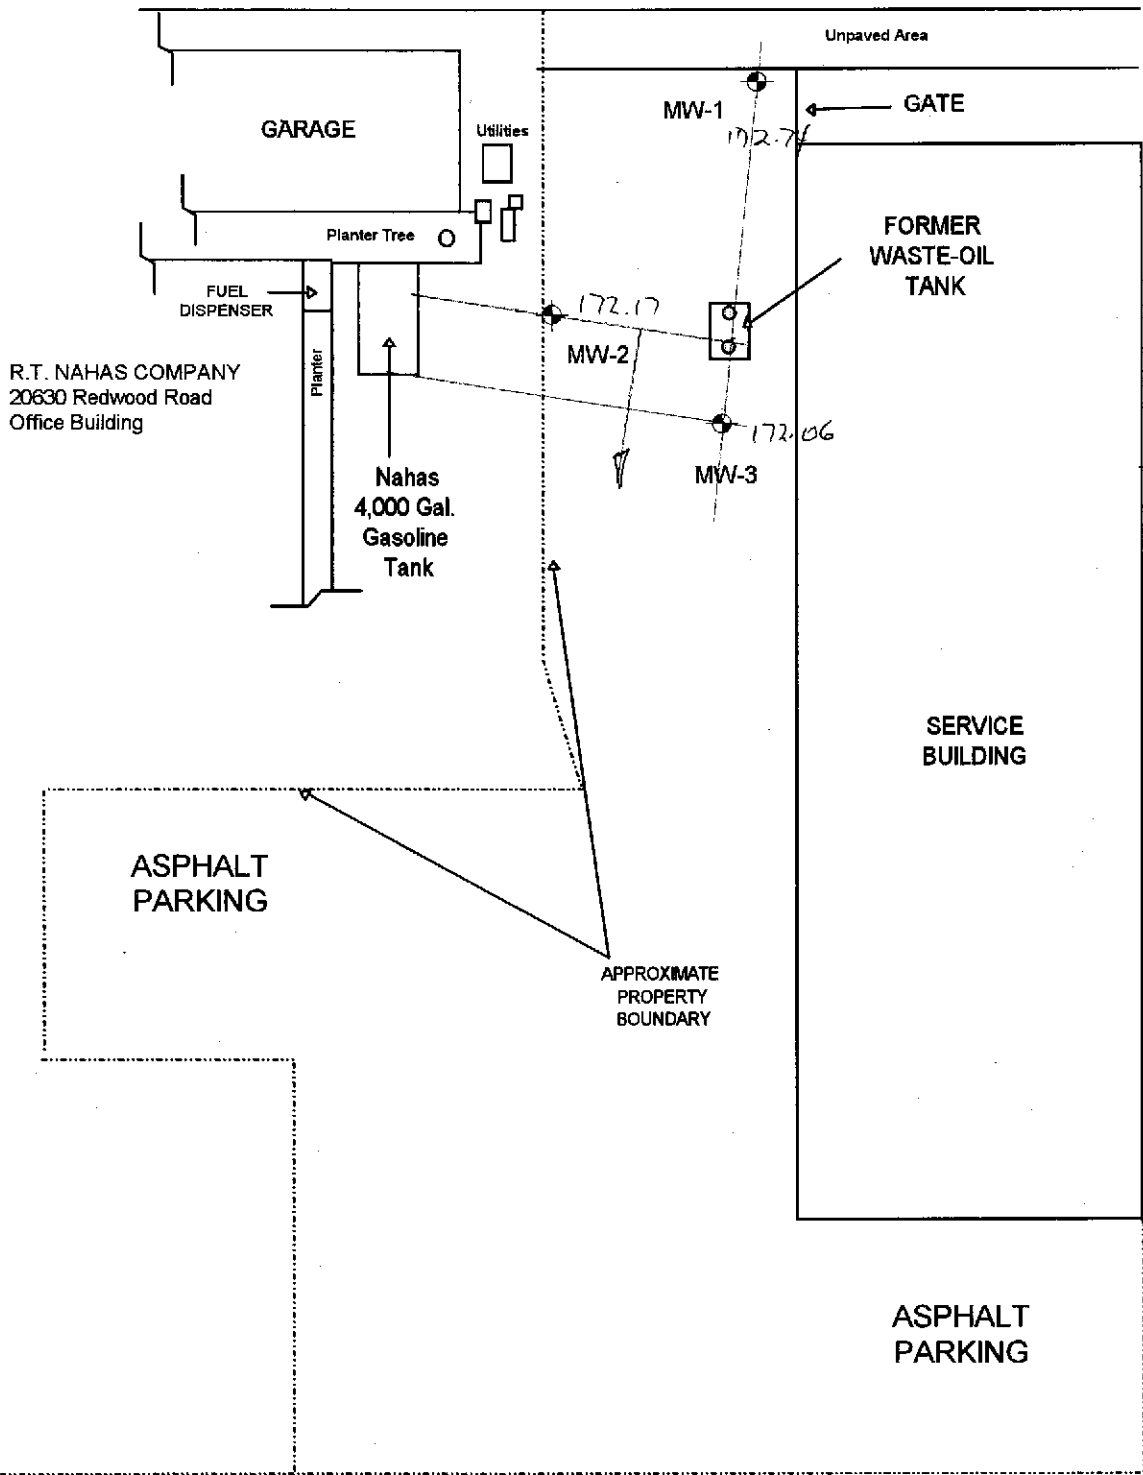 Unpaved Area
MW-1
GATE
GARAGE
Utilities
FORMER
WASTE-OIL
TANK
Planter Tree
FUEL
DISPENSER
172.17
MW-2
R.T. NAHAS COMPANY
20630 Redwood Road
Office Building
Planter
172.06
MW-3
Nahas
4,000 Gal.
Gasoline
Tank
SERVICE
BUILDING
ASPHALT
PARKING
APPROXIMATE
PROPERTY
BOUNDARY
ASPHALT
PARKING